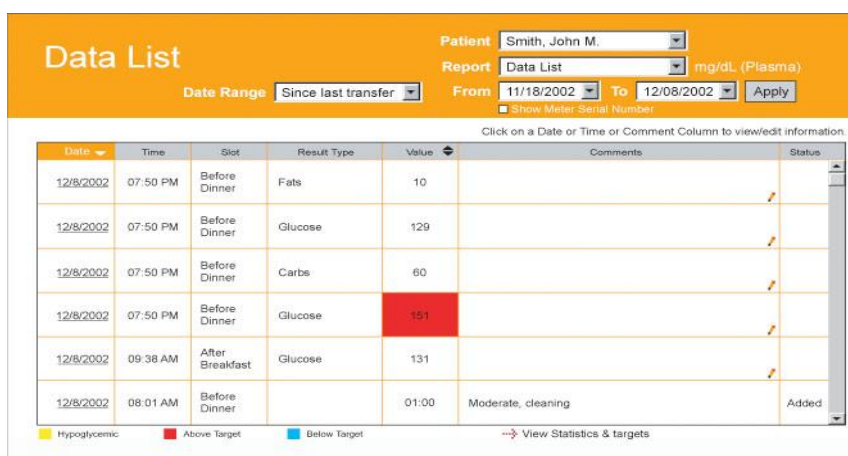 Data List
Patient Smith, John M.
Report Data List mg/dL (Plasma)
Date Range Since last transfer From 11/18/2002 To 12/08/2002 Apply
Show Meter Serial Number
Click on a Date or Time or Comment Column to view/edit information.
Date Time Slot Result Type Value Comments Status
12/8/2002 07:50 PM Before Dinner Fats 10
12/8/2002 07:50 PM Before Dinner Glucose 129
12/8/2002 07:50 PM Before Dinner Carbs 60
12/8/2002 07:50 PM Before Dinner Glucose 151
12/8/2002 09:38 AM After Breakfast Glucose 131
12/8/2002 08:01 AM Before Dinner 01:00 Moderate, cleaning Added
Hypoglycemic Above Target Below Target View Statistics & targets